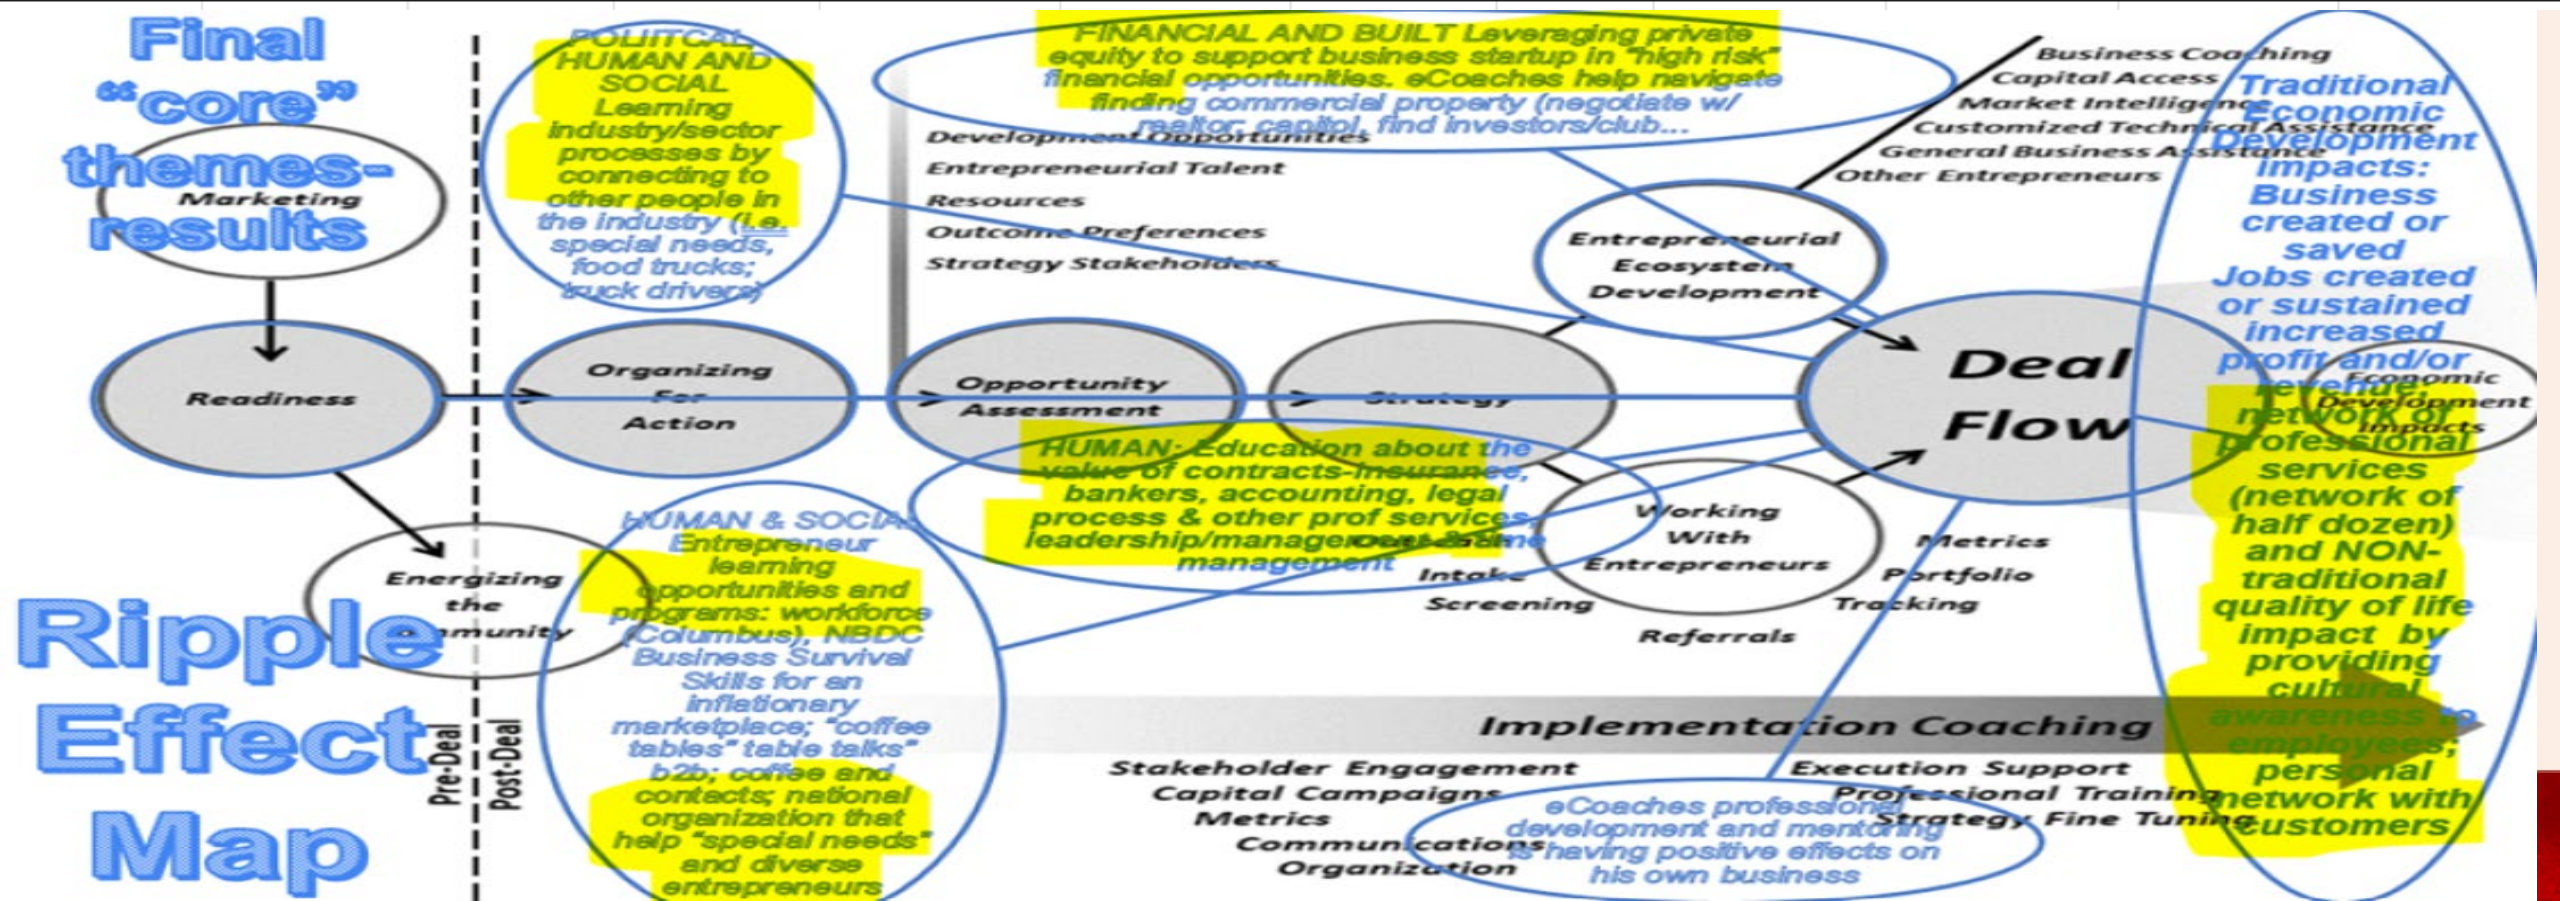 Final
“core”
themes-
results
Marketing
Readiness
Energizing
the
Ripple
Effect
Map
Pre-Deal
Post-Deal
POLIITCAL,
HUMAN AND
SOCIAL
Learning
industry/sector
processes by
connecting to
other people in
the industry (i.e.
special needs,
food trucks;
truck drivers)
Organizing
For
Action
HUMAN & SOCIAL
Entrepreneur
learning
opportunities and
programs: workforce
(Columbus), NBDC
Business Survival
Skills for an
inflationary
marketplace; “coffee
tables” table talks”
b2b; coffee and
contacts; national
organization that
help “special needs”
and diverse
entrepreneurs
FINANCIAL AND BUILT Leveraging private
equity to support business startup in “high risk”
financial opportunities. eCoaches help navigate
finding commercial property (negotiate w/
realtor; capitol, find investors/club...
Development Opportunities
Entrepreneurial Talent
Resources
Outcome Preferences
Strategy Stakeholders
Opportunity
Assessment
Strategy
HUMAN: Education about the
value of contracts-insurance,
bankers, accounting, legal
process & other prof services,
leadership/management & time
management
Intake
Screening
Referrals
Working
With
Entrepreneurs
Metrics
Portfolio
Tracking
Entrepreneurial
Ecosystem
Development
Business Coaching
Capital Access
Market Intelligence
Customized Technical Assistance
General Business Assistance
Other Entrepreneurs
Deal
Flow
Implementation Coaching
Stakeholder Engagement
Capital Campaigns
Metrics
Communications
Organization
Execution Support
Professional Training
Strategy Fine Tuning
eCoaches professional
development and mentoring
is having positive effects on
his own business
Traditional
Economic
Development
impacts:
Business
created or
saved
Jobs created
or sustained
increased
profit and/or
revenue;
network of
professional
services
(network of
half dozen)
and NON-
traditional
quality of life
impact by
providing
cultural
awareness to
employees;
personal
network with
customers
Economic
Development
Impacts